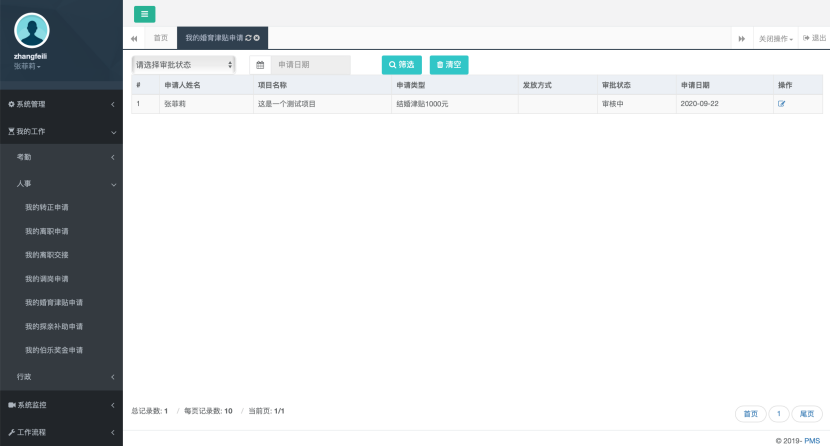 首页
我的婚育津贴申请
关闭操作
退出
zhangfeili
张菲莉
系统管理
我的工作
考勤
人事
我的转正申请
我的离职申请
我的离职交接
我的调岗申请
我的婚育津贴申请
我的探亲补助申请
我的伯乐奖金申请
行政
系统监控
工作流程
请选择审批状态
申请日期
筛选
清空
# 申请人姓名 项目名称 申请类型 发放方式 审批状态 申请日期 操作
1 张菲莉 这是一个测试项目 结婚津贴1000元 审核中 2020-09-22
总记录数: 1 / 每页记录数: 10 / 当前页: 1/1
首页 1 尾页
© 2019- PMS